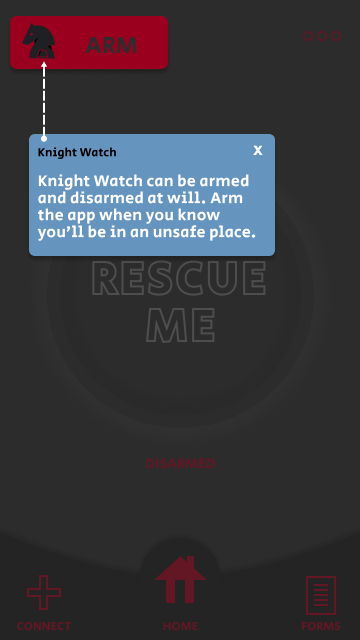 ARM
Knight Watch
X
Knight Watch can be armed
and disarmed at will. Arm
the app when you know
you'll be in an unsafe place.
RESCUE
ME
DISARMED
CONNECT
HOME
FORMS